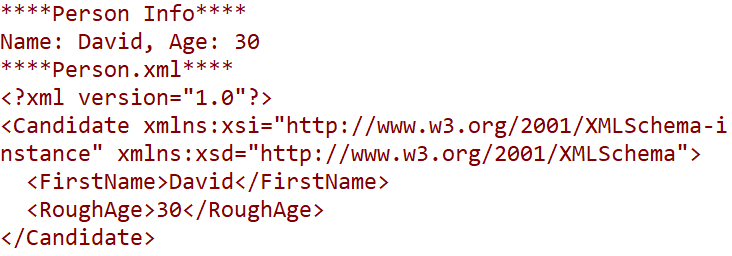 ****Person Info****
Name: David, Age: 30
****Person.xml****
<?xml version="1.0"?>
<Candidate xmlns:xsi="http://www.w3.org/2001/XMLSchema-i
nstance" xmlns:xsd="http://www.w3.org/2001/XMLSchema">
  <FirstName>David</FirstName>
  <RoughAge>30</RoughAge>
</Candidate>